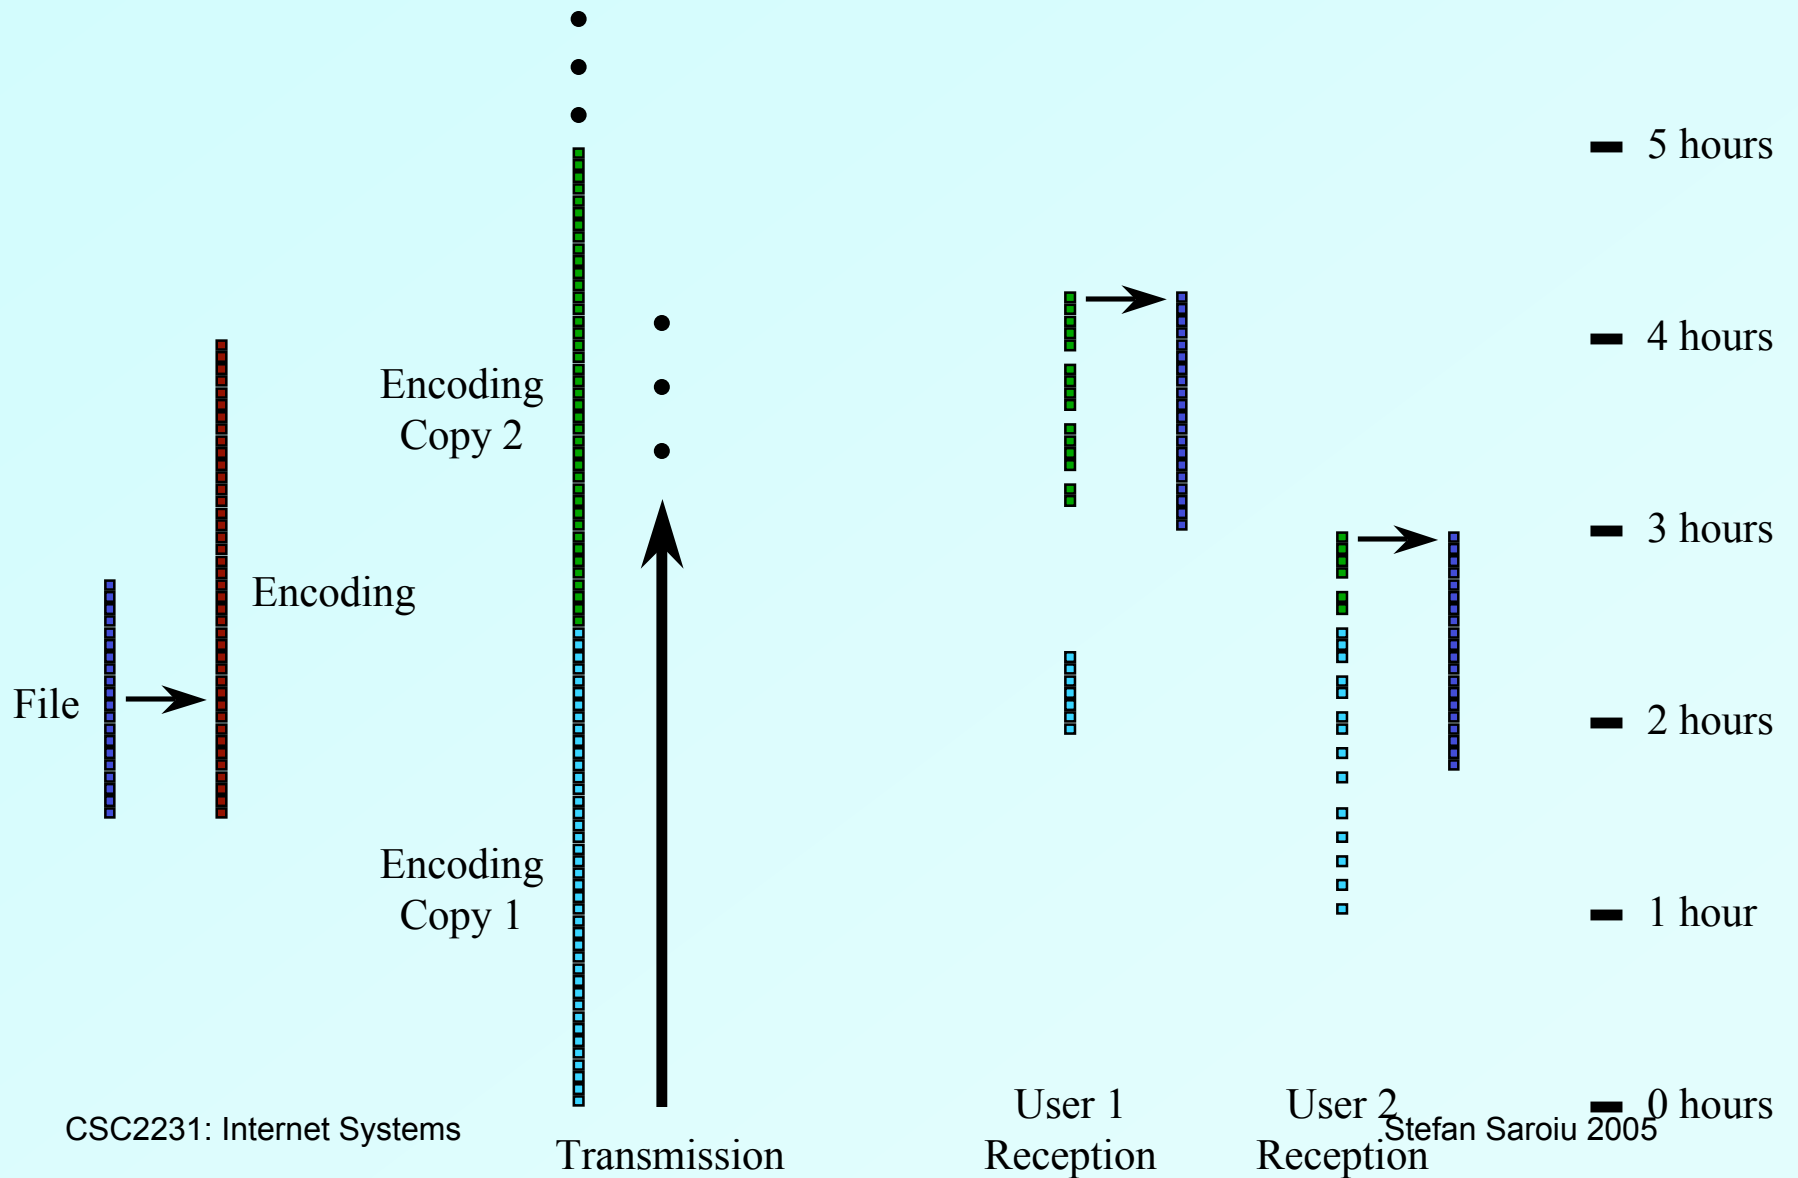 5 hours
4 hours
Encoding
Copy 2
3 hours
Encoding
File
2 hours
Encoding
Copy 1
1 hour
User 1
Reception
User 2
Reception
0 hours
CSC2231: Internet Systems
Stefan Saroiu 2005
Transmission